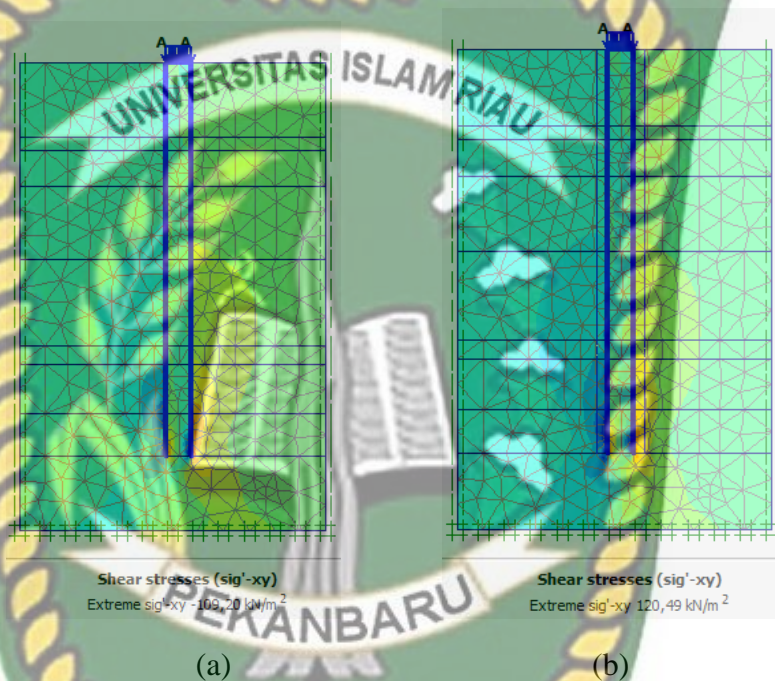 A A
A A
UNIVERSITAS ISLAM RIAU
Shear stresses (sig'-xy)
Extreme sig'-xy -109,20 kN/m²
Shear stresses (sig'-xy)
Extreme sig'-xy 120,49 kN/m²
PEKANBARU
(a)
(b)